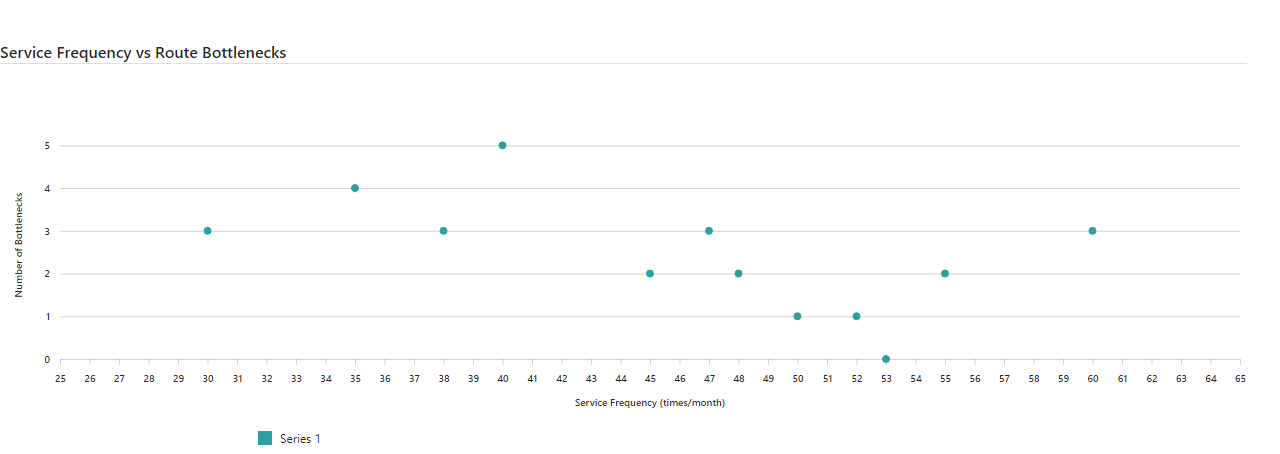 Service Frequency vs Route Bottlenecks
Number of Bottlenecks
5
4
3
2
1
0
25 26 27 28 29 30 31 32 33 34 35 36 37 38 39 40 41 42 43 44 45 46 47 48 49 50 51 52 53 54 55 56 57 58 59 60 61 62 63 64 65
Service Frequency (times/month)
Series 1